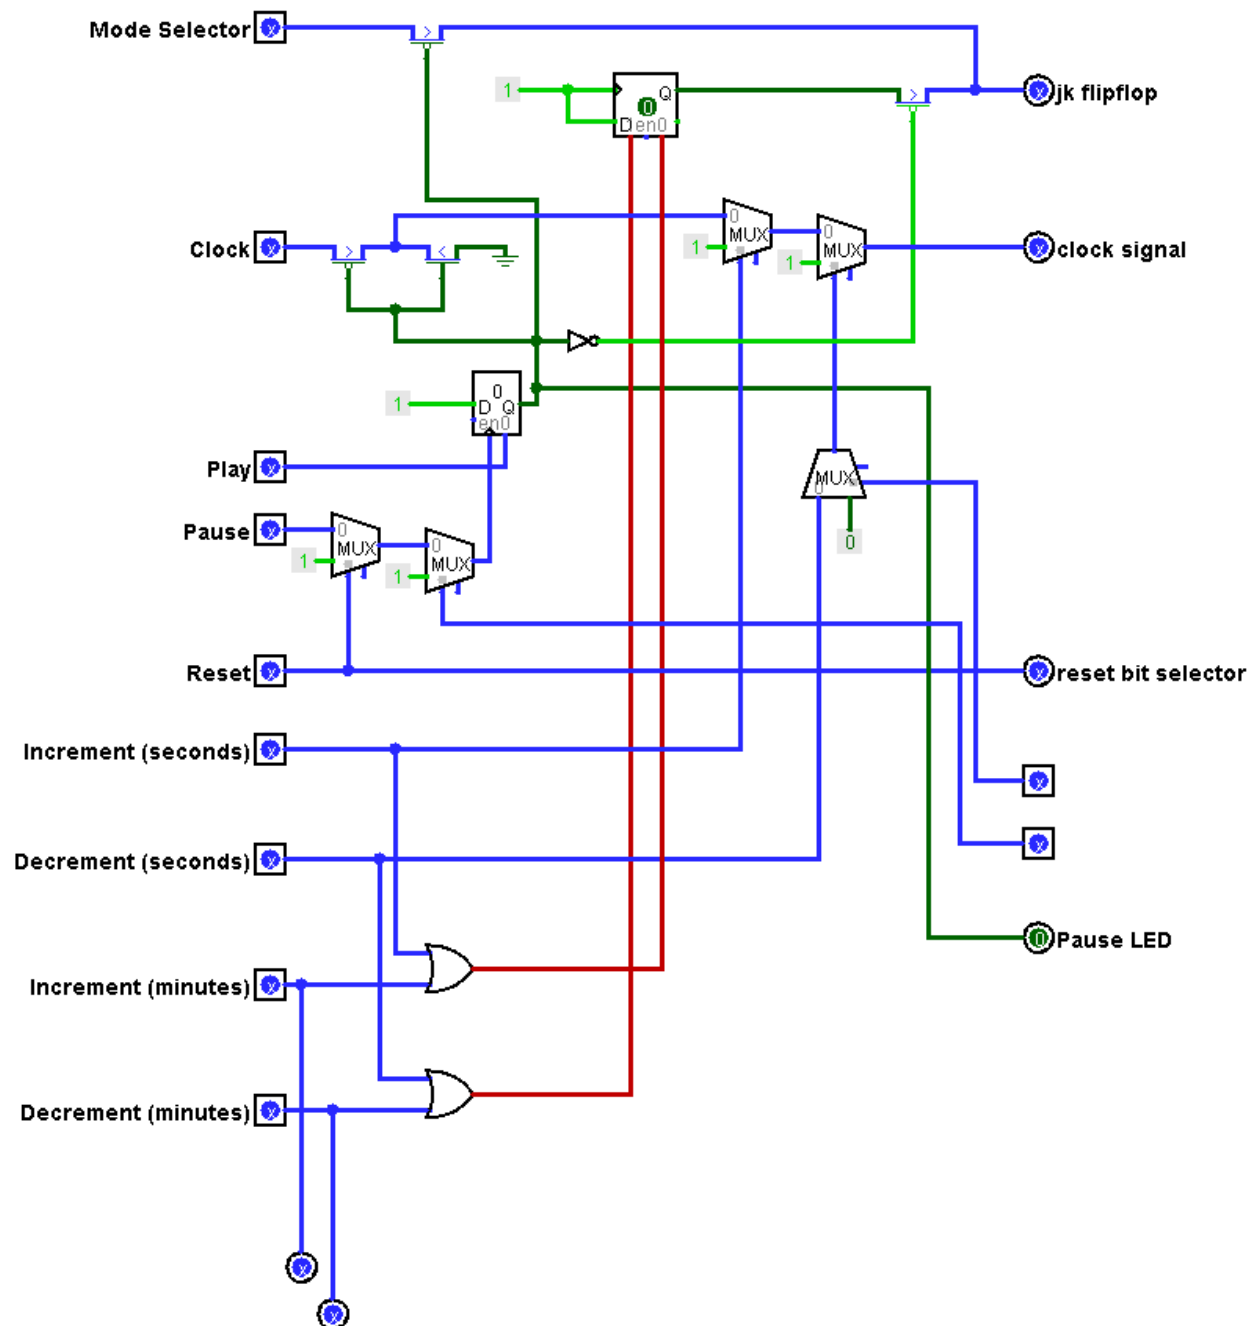 Mode Selector
1
Q
0
D en0
jk flipflop
0
MUX
1
0
MUX
1
Clock
clock signal
1
0
D Q
en0
MUX
0
0
Play
Pause
0
MUX
1
0
MUX
1
Reset
reset bit selector
Increment (seconds)
x
Decrement (seconds)
x
0
Pause LED
Increment (minutes)
Decrement (minutes)
x
x